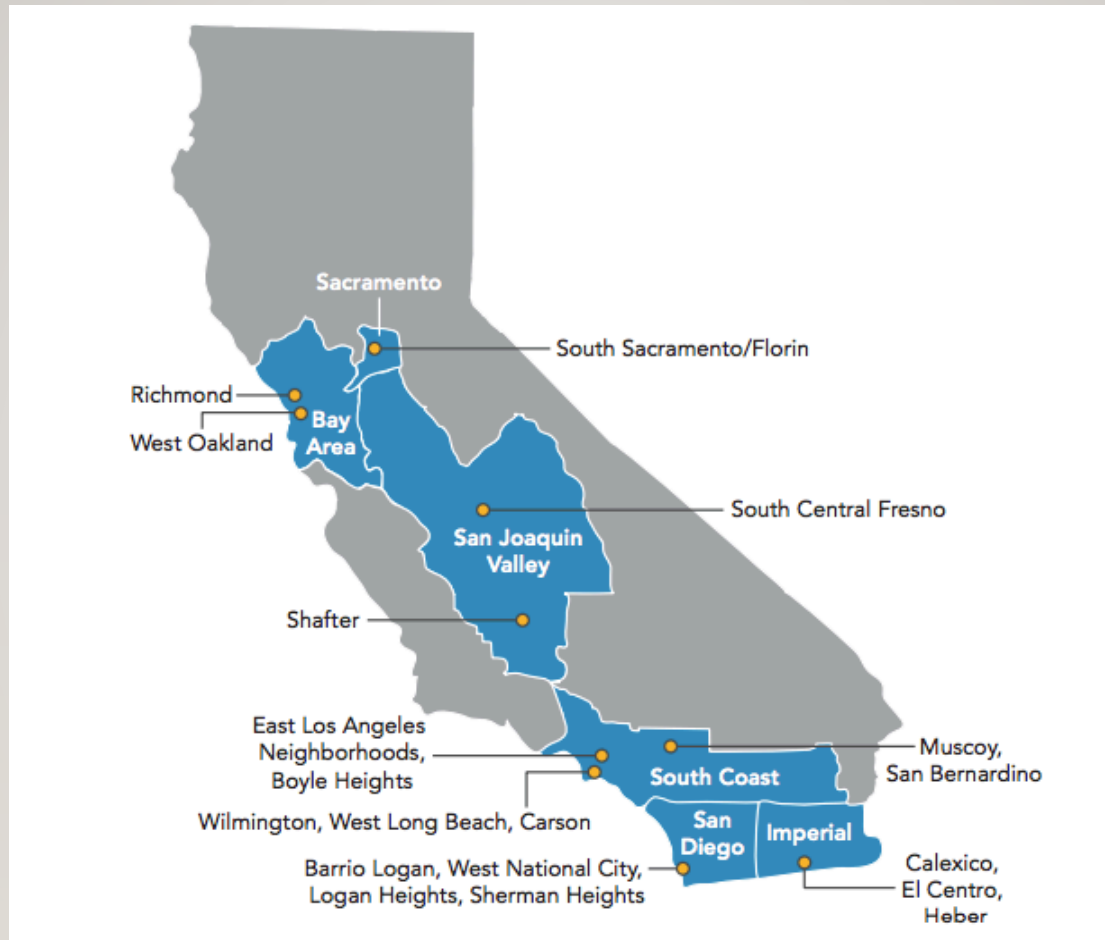 Sacramento
South Sacramento/Florin
Richmond
West Oakland
Bay
Area
South Central Fresno
San Joaquin
Valley
Shafter
East Los Angeles
Neighborhoods,
Boyle Heights
Muscoy,
San Bernardino
South Coast
Wilmington, West Long Beach, Carson
San
Diego
Imperial
Barrio Logan, West National City,
Logan Heights, Sherman Heights
Calexico,
El Centro,
Heber